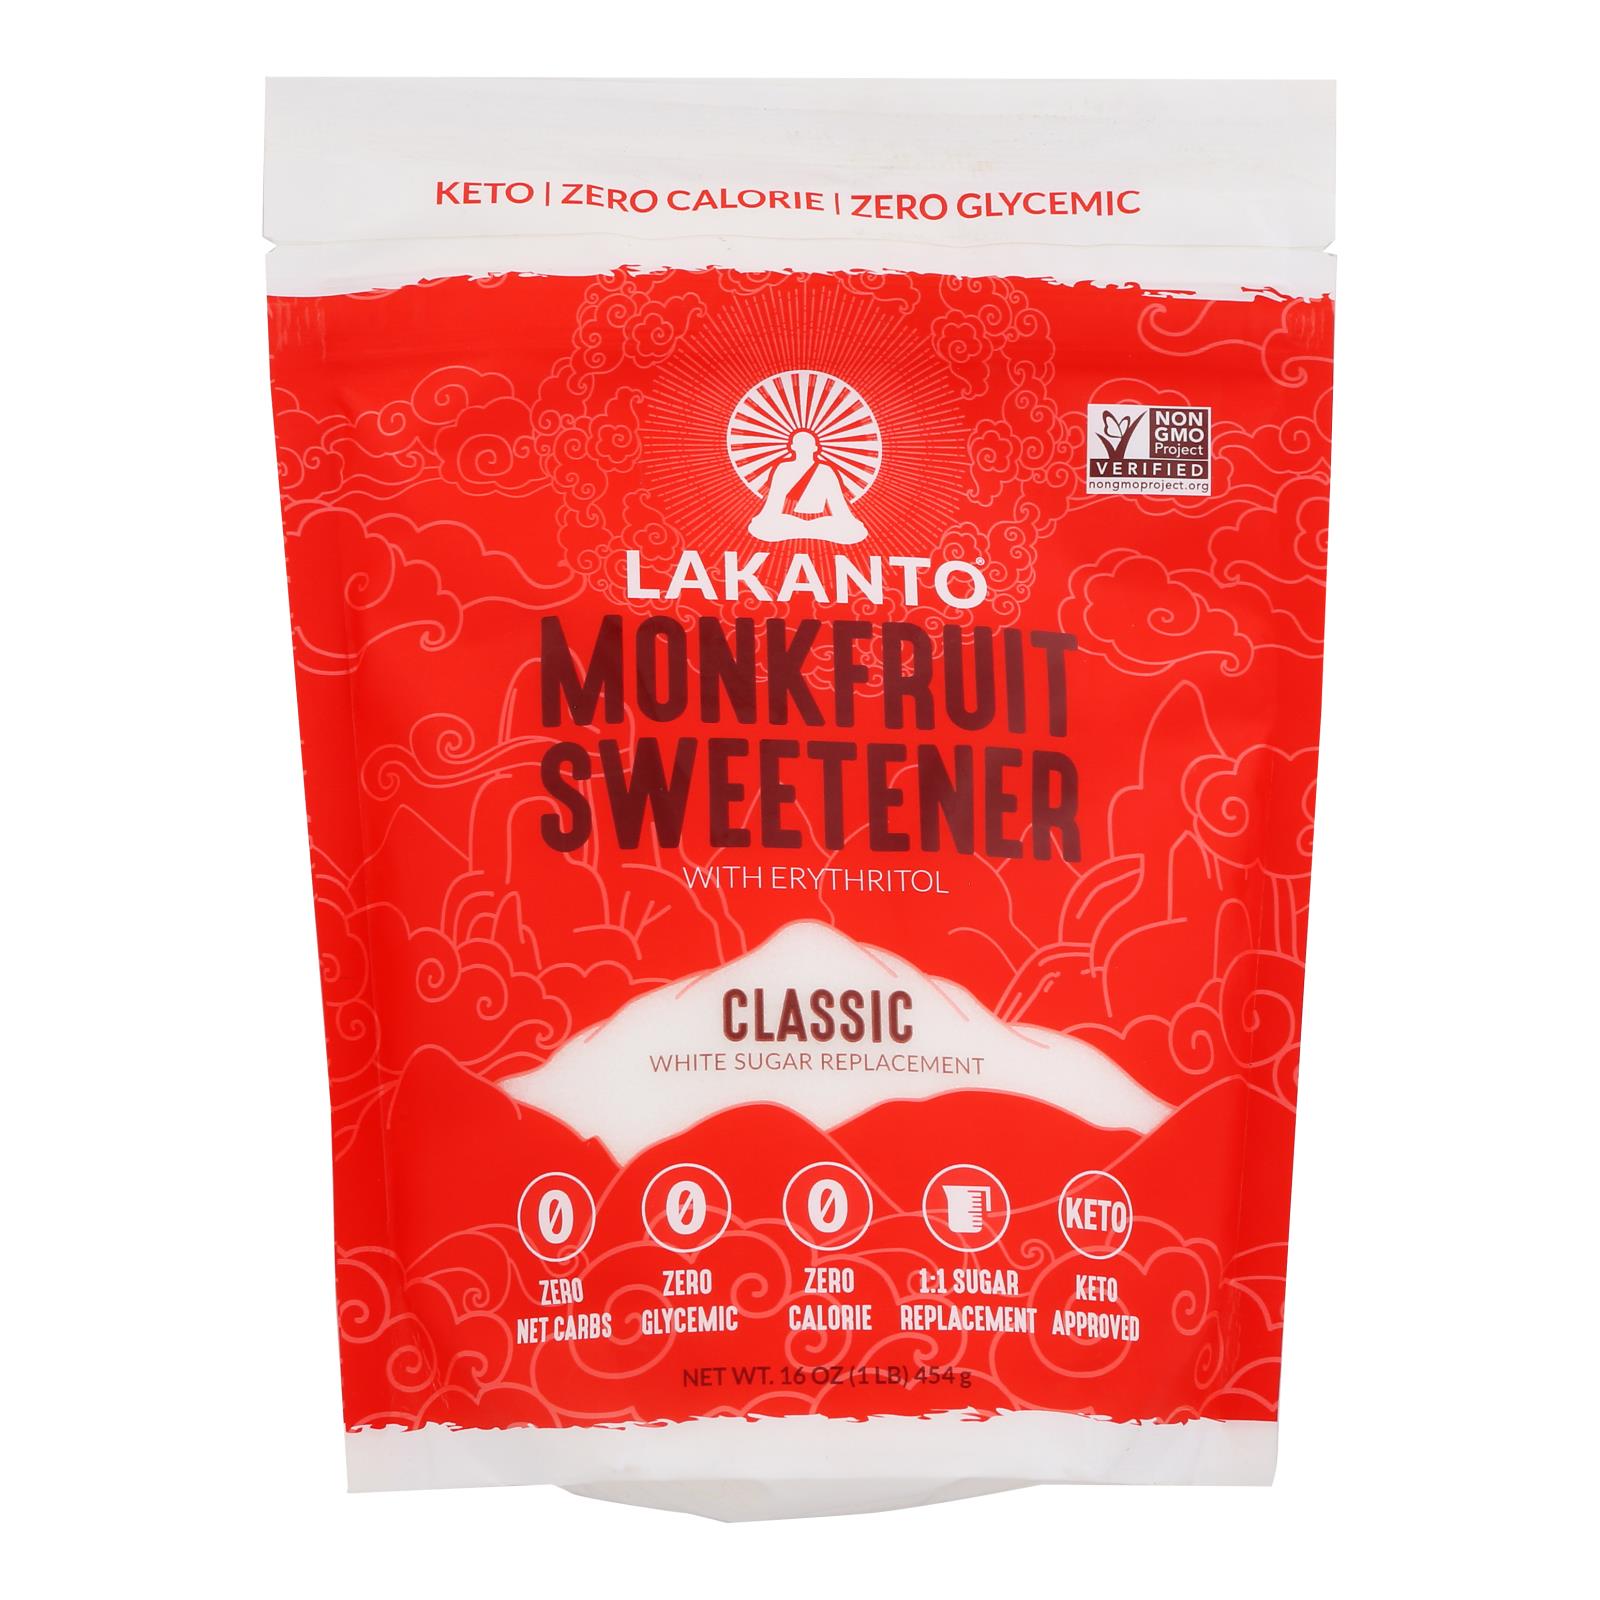 KETO | ZERO CALORIE | ZERO GLYCEMIC
NON
GMO
Project
VERIFIED
nongmoproject.org
LAKANTO®
MONKFRUIT
SWEETENER
WITH ERYTHRITOL
CLASSIC
WHITE SUGAR REPLACEMENT
0
ZERO
NET CARBS
0
ZERO
GLYCEMIC
0
ZERO
CALORIE
1:1 SUGAR
REPLACEMENT
KETO
KETO
APPROVED
NET WT. 16 OZ (1 LB) 454 g